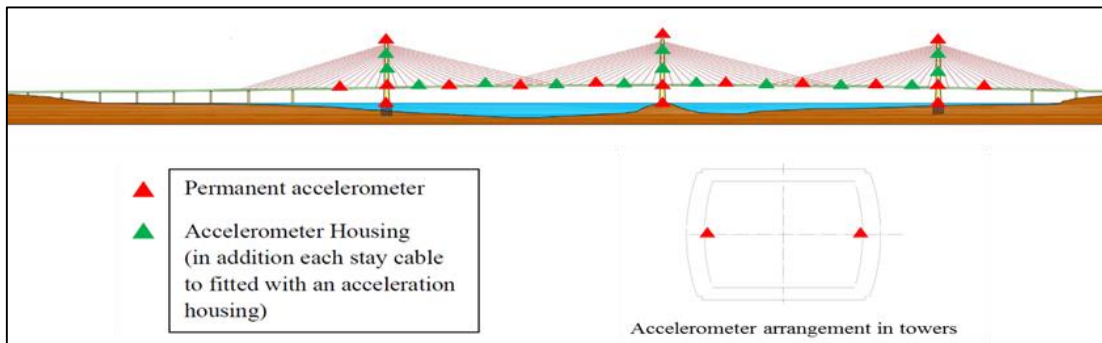 Permanent accelerometer
Accelerometer Housing
(in addition each stay cable
to fitted with an acceleration
housing)
Accelerometer arrangement in towers